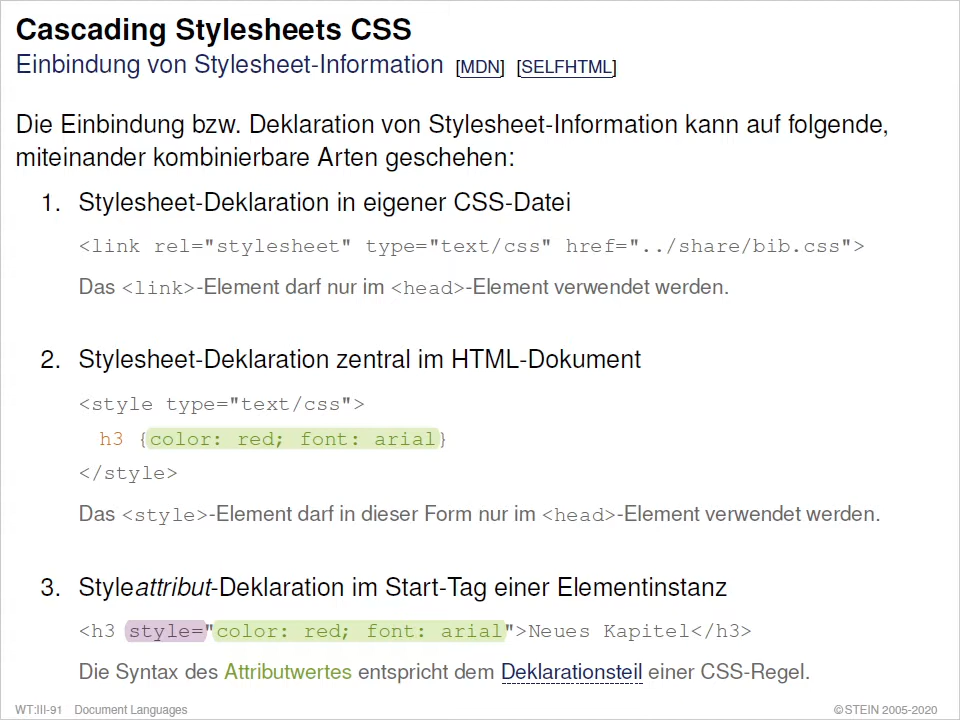 Cascading Stylesheets CSS
Einbindung von Stylesheet-Information [MDN] [SELFHTML]
Die Einbindung bzw. Deklaration von Stylesheet-Information kann auf folgende,
miteinander kombinierbare Arten geschehen:
1. Stylesheet-Deklaration in eigener CSS-Datei
<link rel="stylesheet" type="text/css" href="../share/bib.css">
Das <link>-Element darf nur im <head>-Element verwendet werden.
2. Stylesheet-Deklaration zentral im HTML-Dokument
<style type="text/css">
h3 {color: red; font: arial}
</style>
Das <style>-Element darf in dieser Form nur im <head>-Element verwendet werden.
3. Styleattribut-Deklaration im Start-Tag einer Elementinstanz
<h3 style="color: red; font: arial">Neues Kapitel</h3>
Die Syntax des Attributwertes entspricht dem Deklarationsteil einer CSS-Regel.
WT:III-91 Document Languages ©STEIN 2005-2020